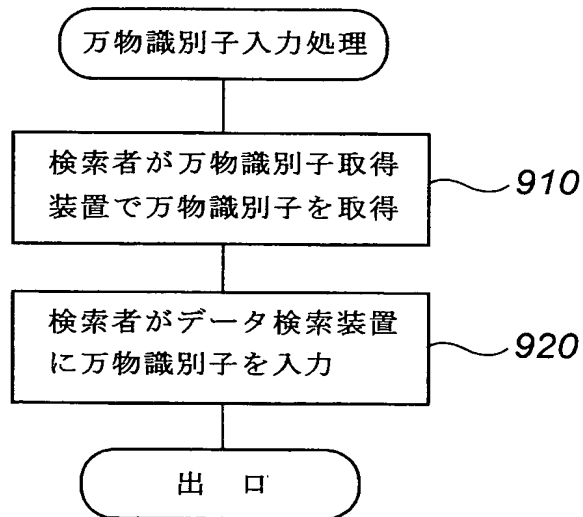 万物識別子入力処理
検索者が万物識別子取得
装置で万物識別子を取得
910
検索者がデータ検索装置
に万物識別子を入力
920
出 口